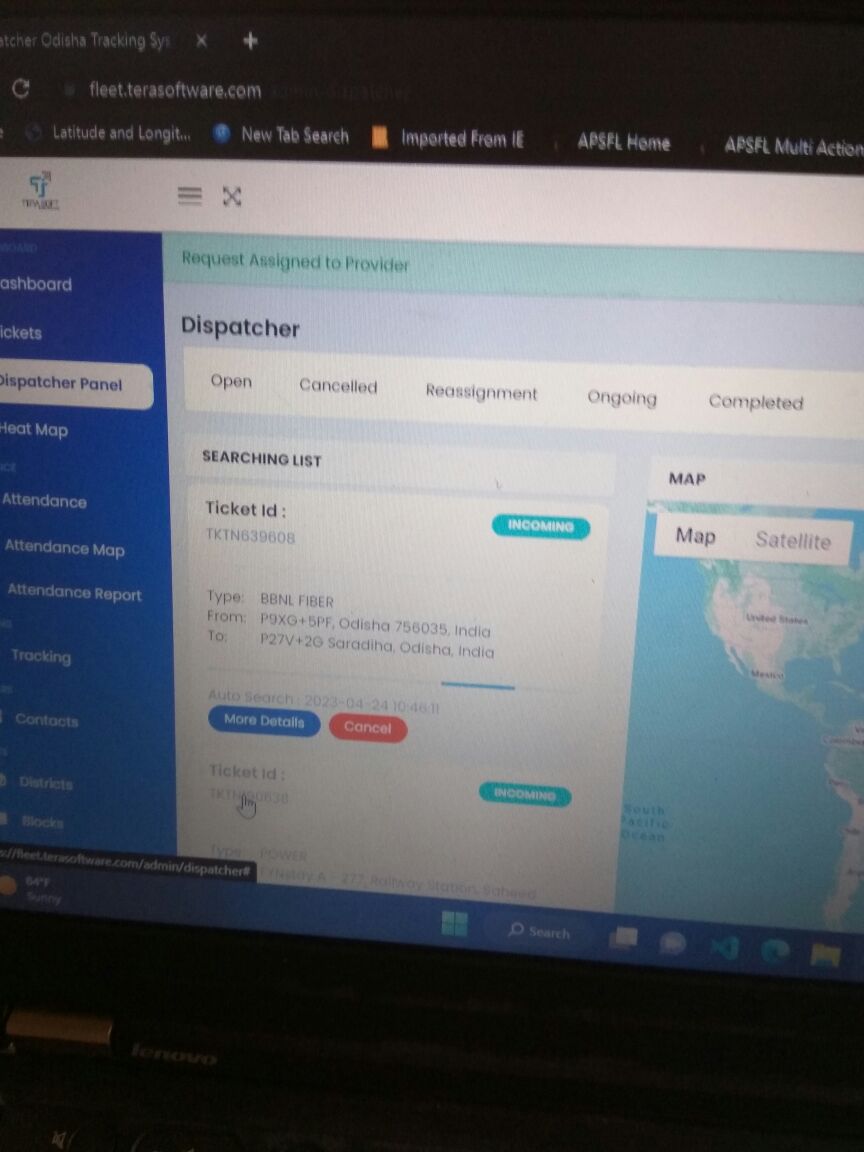 atcher Odisha Tracking Sys
fleet.terasoftware.com
Latitude and Longit...
New Tab Search
Imported From IE
APSFL Home
APSFL Multi Action
Request Assigned to Provider
ashboard
ickets
Dispatcher Panel
Heat Map
Attendance
Attendance Map
Attendance Report
Tracking
Contacts
Districts
Blocks
Dispatcher
Open
Cancelled
Reassignment
Ongoing
Completed
SEARCHING LIST
Ticket Id :
INCOMING
TKTN639608
Type: BBNL FIBER
From: P9XG+5PF, Odisha 756035, India
To: P27V+2G Saradiha, Odisha, India
Auto Search : 2023-04-24 10:46:11
More Details
Cancel
Ticket Id :
INCOMING
Type: POWER
A - 277, Railway Station, Saheed
MAP
Map
Satellite
United States
Mexico
South
Pacific
Ocean
s://fleet.terasoftware.com/admin/dispatcher#
64°F
Sunny
Search
lenovo